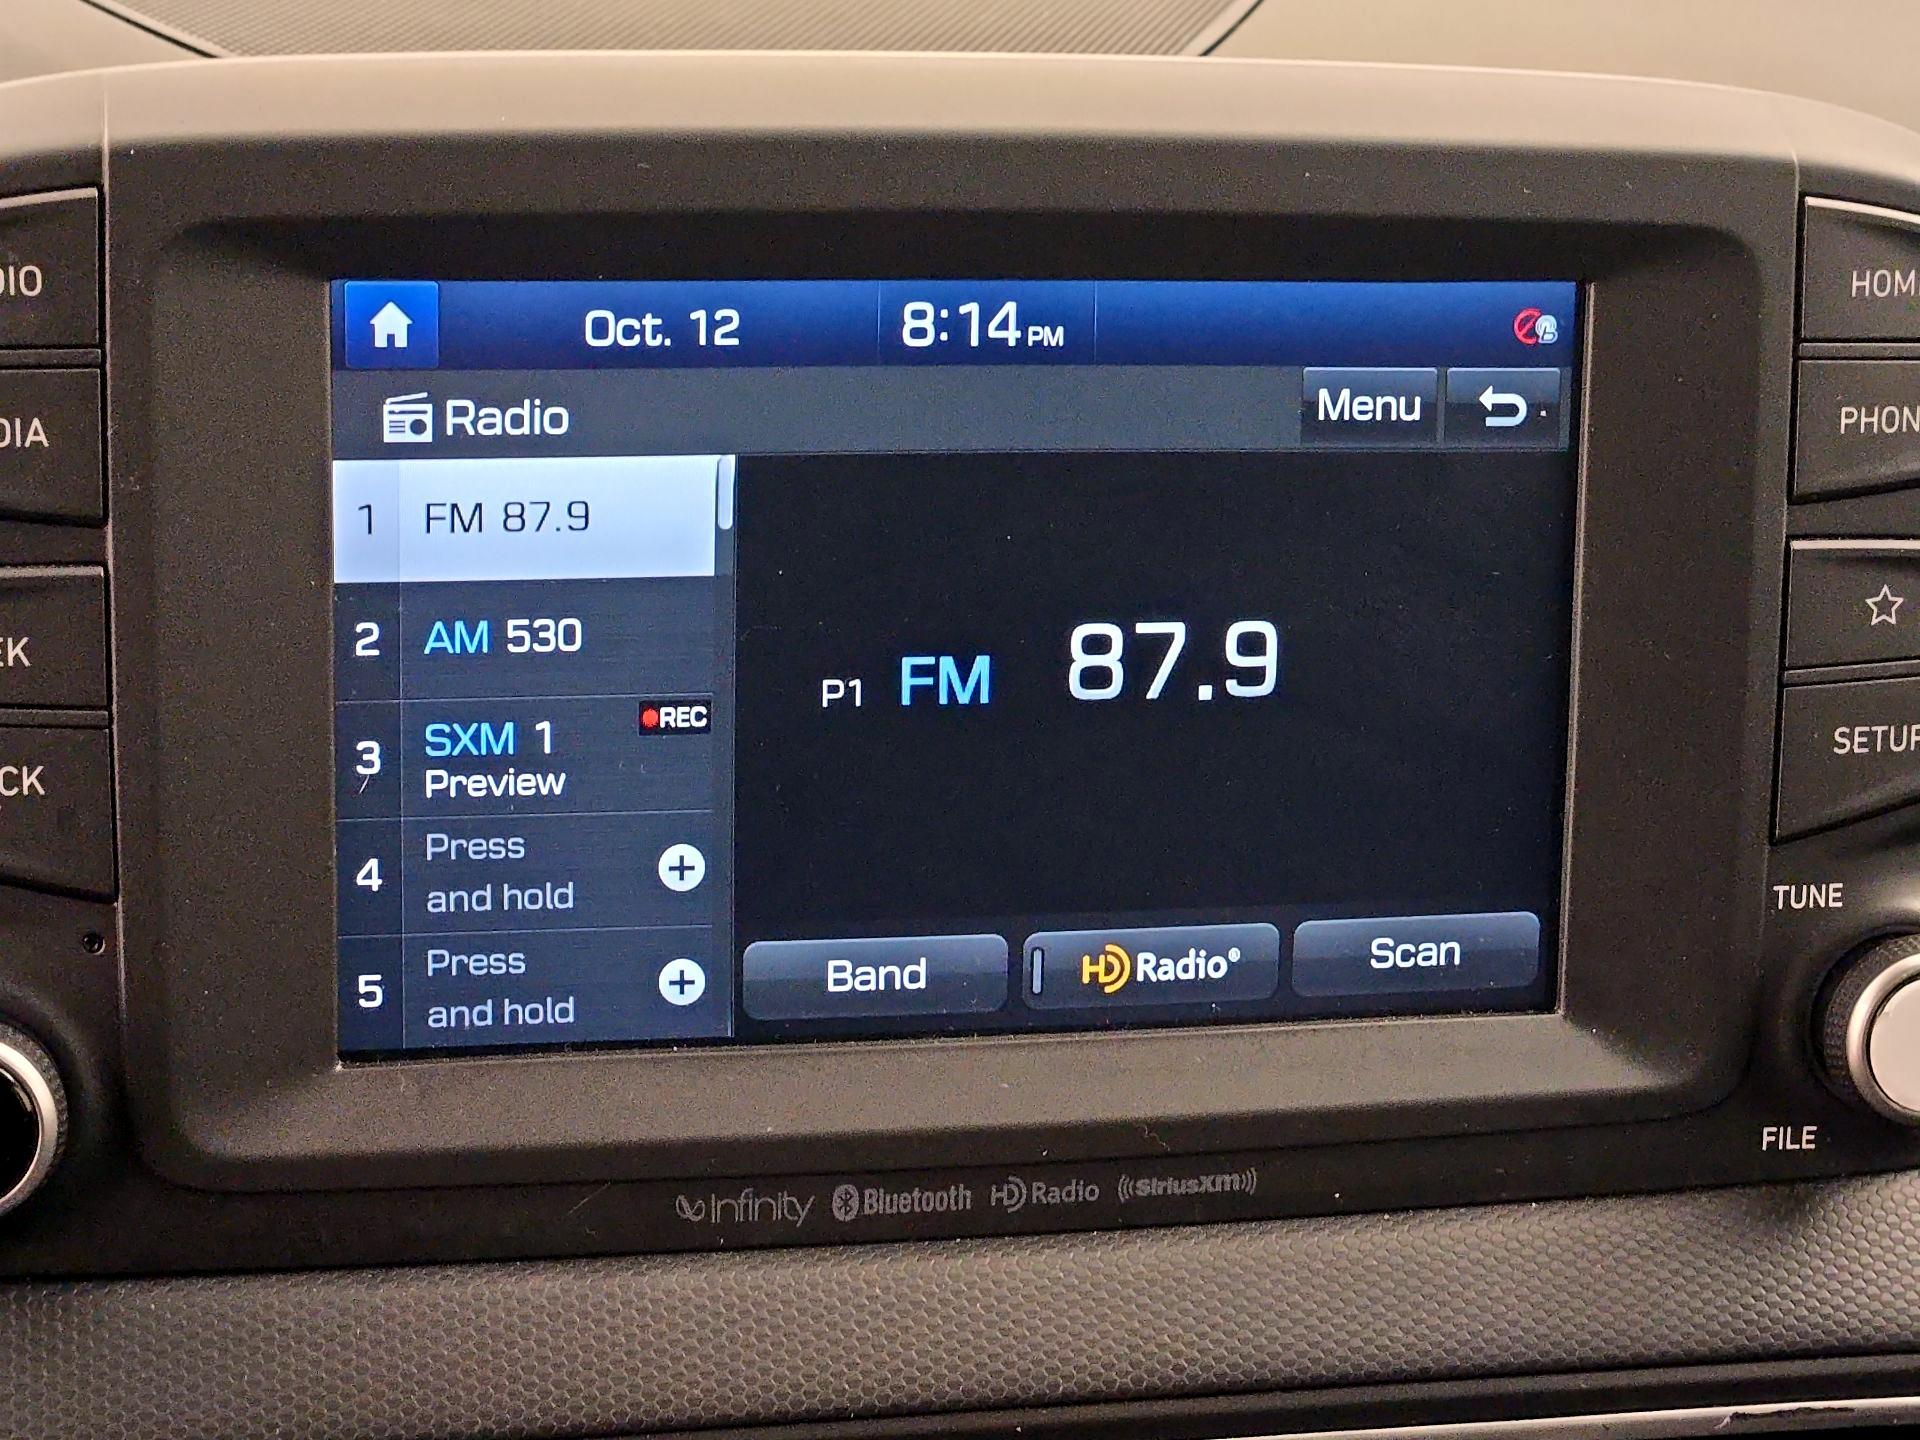 Oct. 12
8:14 PM
Radio
Menu
1 FM 87.9
2 AM 530
3 SXM 1
REC
Preview
4 Press
and hold
5 Press
and hold
P1 FM 87.9
Band
HD Radio®
Scan
DIO
DIA
EK
CK
HOM
PHON
SETUP
TUNE
FILE
Infinity Bluetooth HD Radio ((SiriusXM))